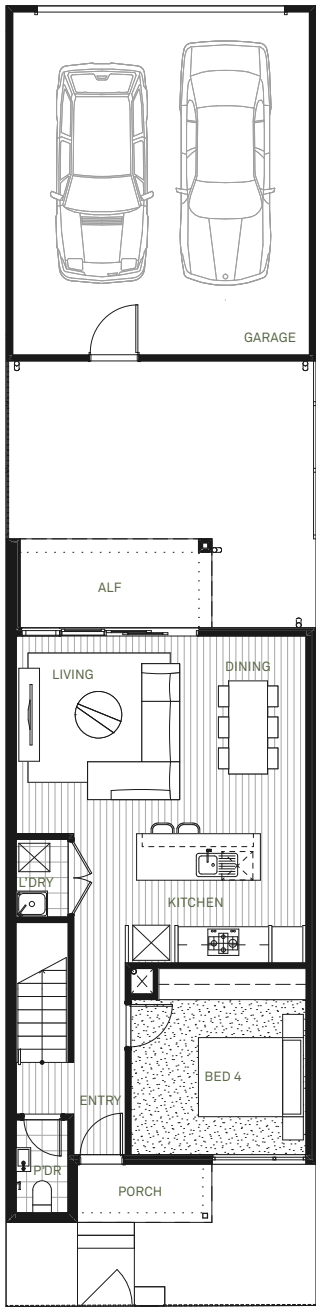 GARAGE
ALF
LIVING
DINING
L'DRY
KITCHEN
BED 4
ENTRY
P'DR
PORCH